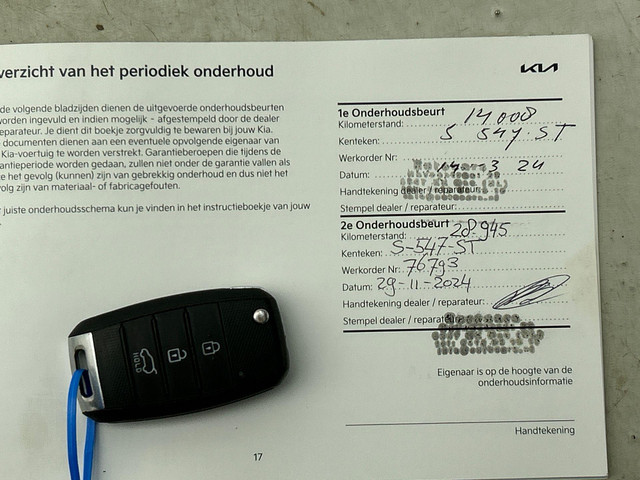 verzicht van het periodiek onderhoud
de volgende bladzijden dienen de uitgevoerde onderhoudsbeurten
worden ingevuld en indien mogelijk - afgestempeld door de dealer
eparateur. Je dient dit boekje zorgvuldig te bewaren bij jouw Kia.
documenten dienen aan een eventuele opvolgende eigenaar van
Kia-voertuig te worden verstrekt. Garantieberoepen die tijdens de
antieperiode worden gedaan, zullen niet onder de garantie vallen als
het gevolg (kunnen) zijn van gebrekkig onderhoud en dus niet het
volg zijn van materiaal- of fabricagefouten.
juiste onderhoudsschema kun je vinden in het instructieboekje van jouw
HOLD
17
KIA
1e Onderhoudsbeurt
Kilometerstand: 14008
Kenteken: S 547-ST
Werkorder Nr:
Datum: 14-3 24
Handtekening dealer / reparateur:
Stempel dealer / reparateur:
2e Onderhoudsbeurt
Kilometerstand: 28945
Kenteken: S-547-ST
Werkorder Nr: 76793
Datum: 29-11-2024
Handtekening dealer / reparateur:
Stempel dealer / reparateur:
Eigenaar is op de hoogte van de
onderhoudsinformatie
Handtekening